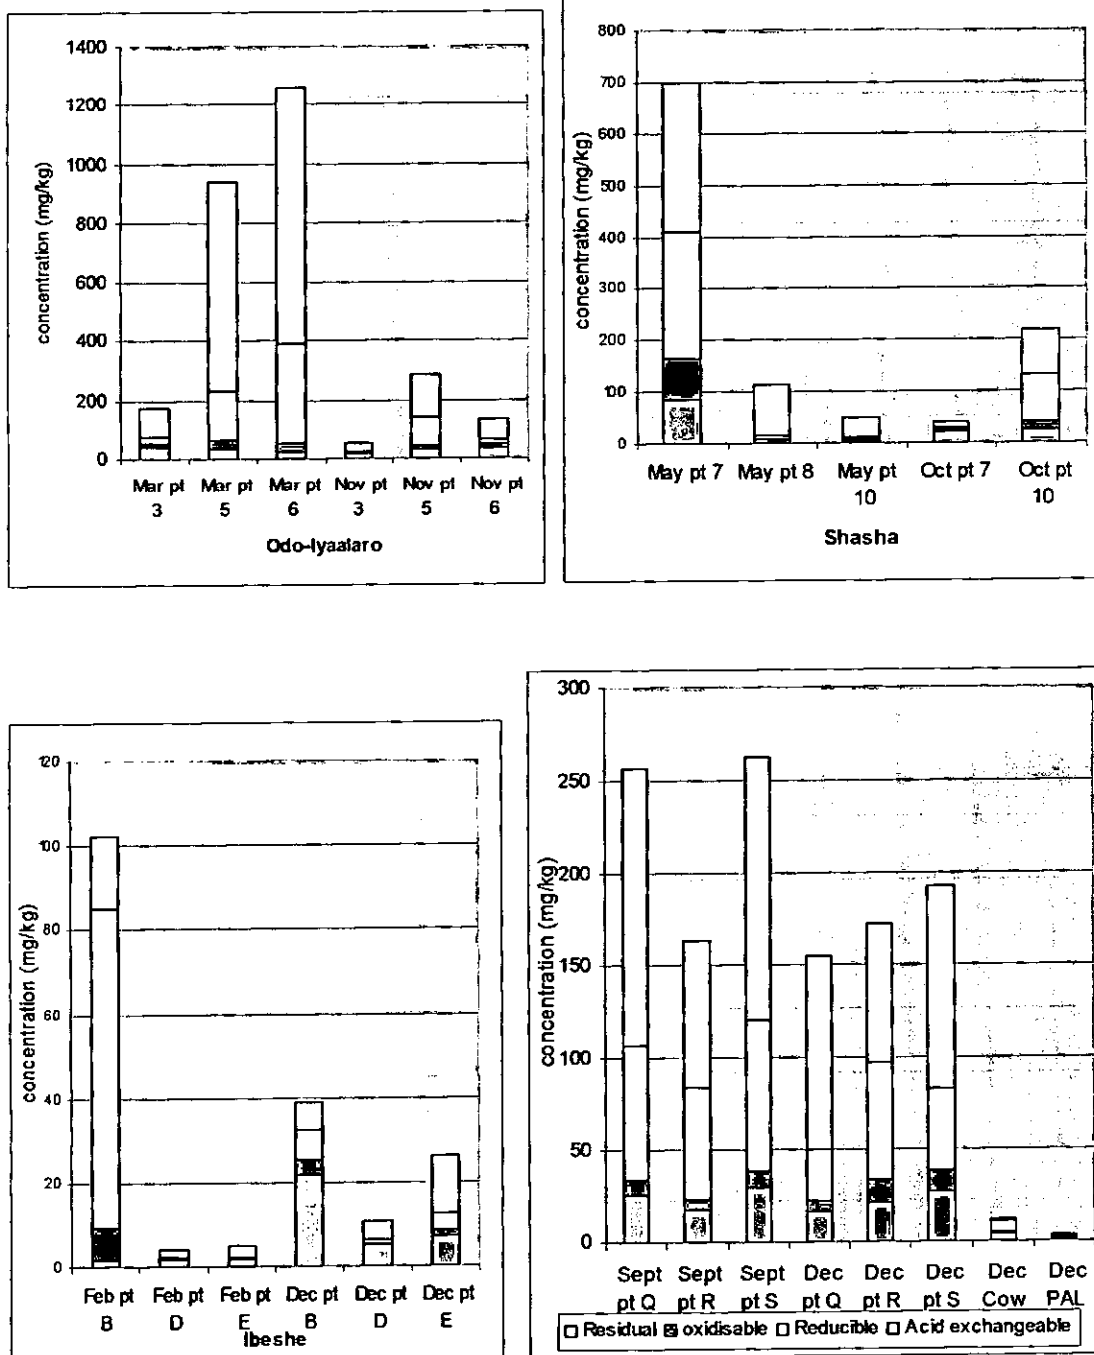 1400
1200
1000
800
600
400
200
0
concentration (mg/kg)
Mar pt 3
Mar pt 5
Mar pt 6
Nov pt 3
Nov pt 5
Nov pt 6
Odo-Iyaalaro
800
700
600
500
400
300
200
100
0
concentration (mg/kg)
May pt 7
May pt 8
May pt 10
Oct pt 7
Oct pt 10
Shasha
120
100
80
60
40
20
0
concentration (mg/kg)
Feb pt B
Feb pt D
Feb pt E
Dec pt B
Dec pt D
Dec pt E
Ibeshe
300
250
200
150
100
50
0
concentration (mg/kg)
Sept pt Q
Sept pt R
Sept pt S
Dec pt Q
Dec pt R
Dec pt S
Dec Cow
Dec PAL
Residual oxidisable Reducible Acid exchangeable